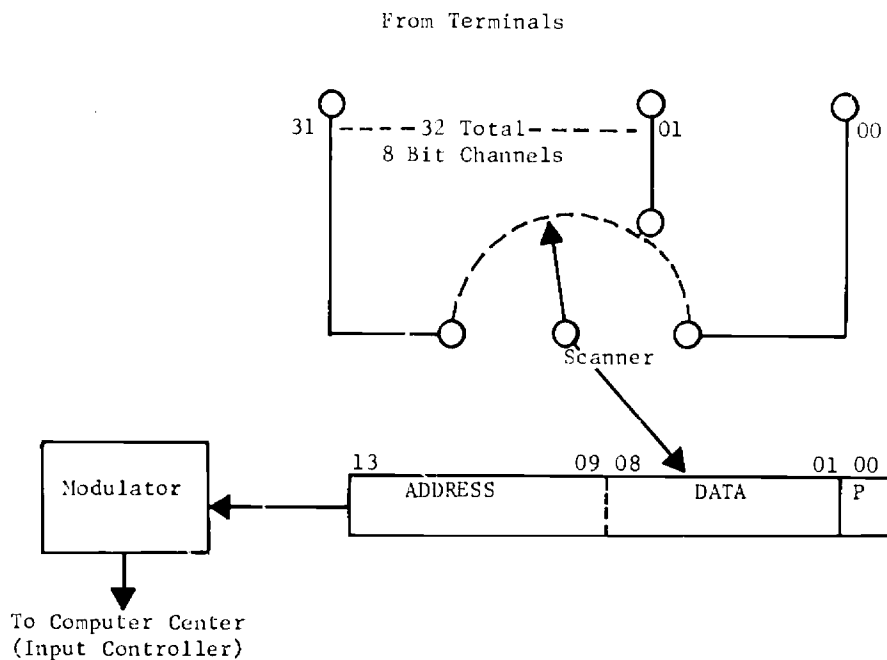 From Terminals
31 32 Total 01 00
8 Bit Channels
Scanner
13 09 08 01 00
Modulator ADDRESS DATA P
To Computer Center
(Input Controller)